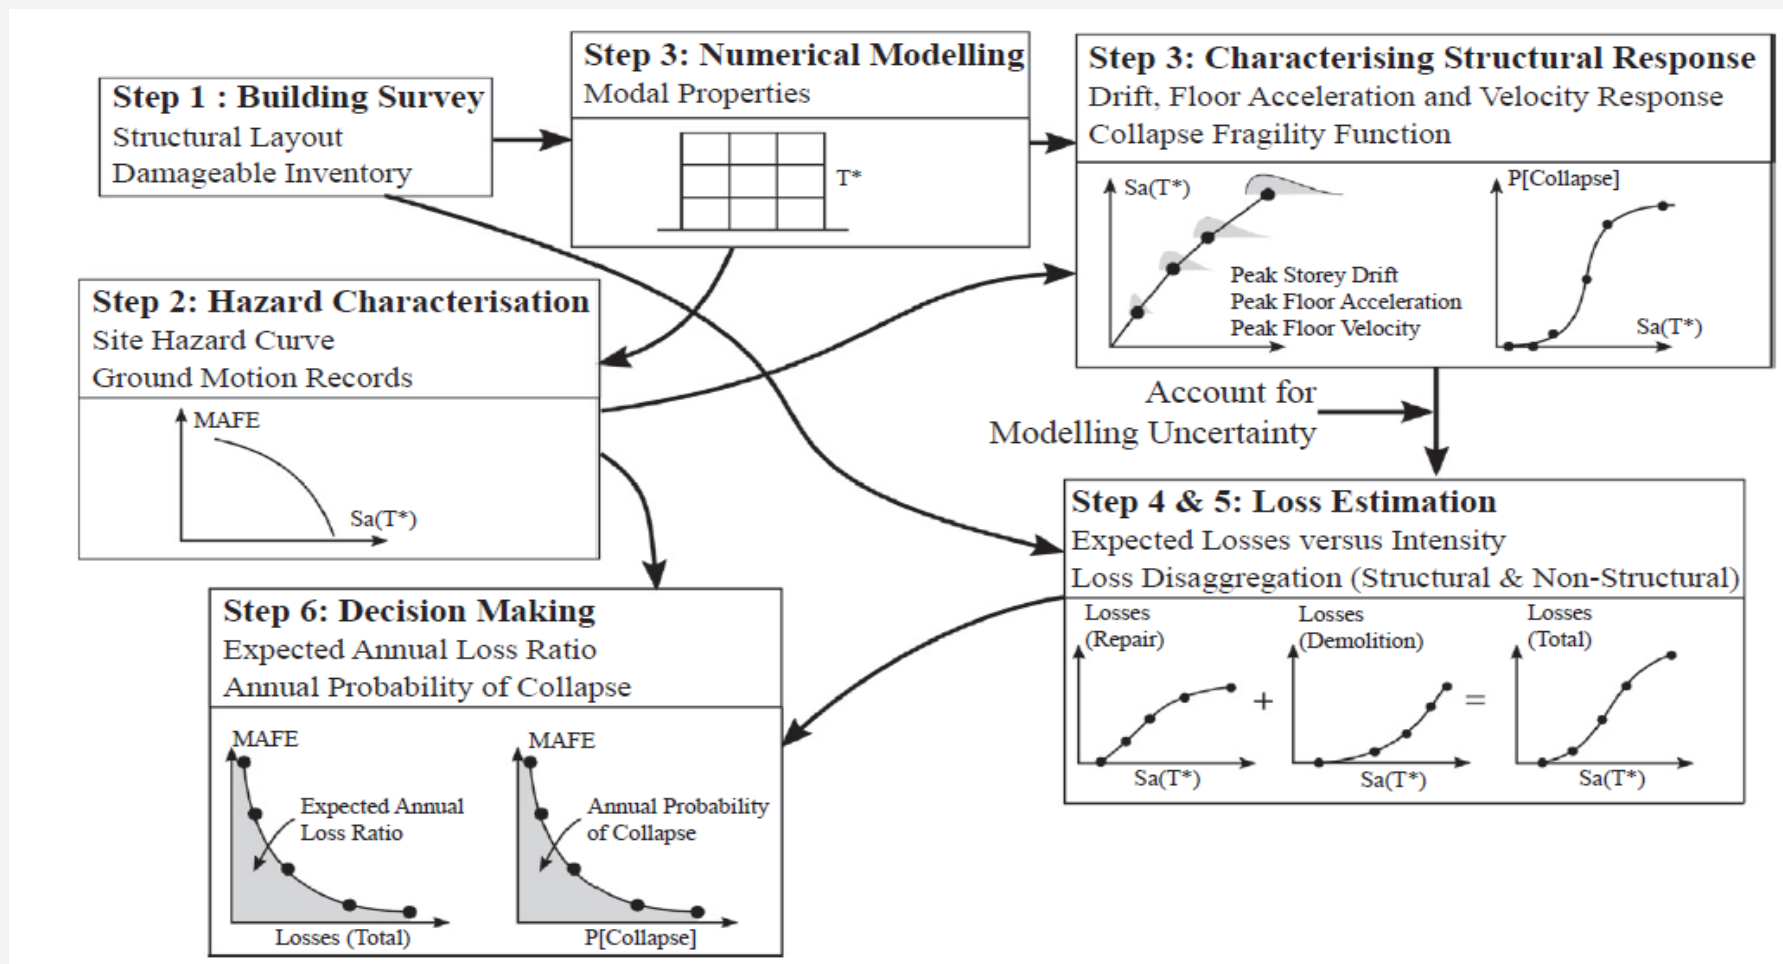 Step 1 : Building Survey
Structural Layout
Damageable Inventory
Step 3: Numerical Modelling
Modal Properties
T*
Step 3: Characterising Structural Response
Drift, Floor Acceleration and Velocity Response
Collapse Fragility Function
Sa(T*)
Peak Storey Drift
Peak Floor Acceleration
Peak Floor Velocity
P[Collapse]
Sa(T*)
Step 2: Hazard Characterisation
Site Hazard Curve
Ground Motion Records
MAFE
Sa(T*)
Account for
Modelling Uncertainty
Step 4 & 5: Loss Estimation
Expected Losses versus Intensity
Loss Disaggregation (Structural & Non-Structural)
Losses
(Repair)
Sa(T*)
+
Losses
(Demolition)
Sa(T*)
=
Losses
(Total)
Sa(T*)
Step 6: Decision Making
Expected Annual Loss Ratio
Annual Probability of Collapse
MAFE
Expected Annual
Loss Ratio
Losses (Total)
MAFE
Annual Probability
of Collapse
P[Collapse]